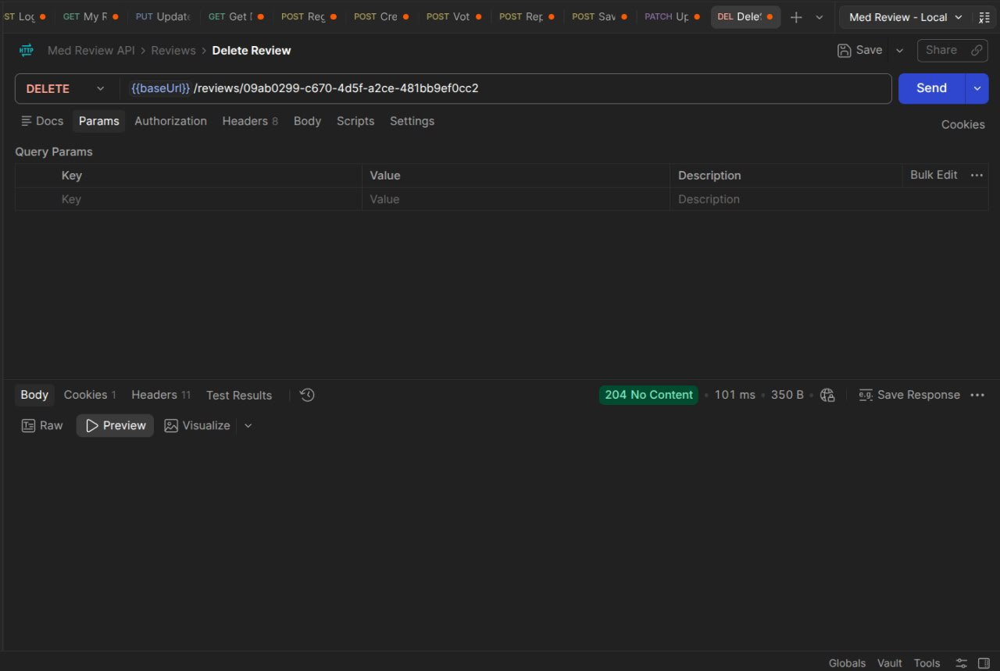 ST Log GET My R PUT Update GET Get POST Reg POST Cre POST Vot POST Rep POST Sav PATCH Up DEL Delet Med Review - Local
HTTP Med Review API > Reviews > Delete Review Save Share
DELETE {{baseUrl}} /reviews/09ab0299-c670-4d5f-a2ce-481bb9ef0cc2 Send
Docs Params Authorization Headers 8 Body Scripts Settings Cookies
Query Params
Key Value Description Bulk Edit
Key Value Description
Body Cookies 1 Headers 11 Test Results 204 No Content • 101 ms • 350 B • e.g. Save Response
Raw Preview Visualize
Globals Vault Tools